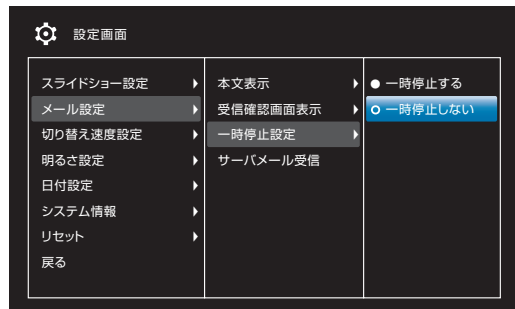 設定画面
スライドショー設定
メール設定
切り替え速度設定
明るさ設定
日付設定
システム情報
リセット
戻る
本文表示
受信確認画面表示
一時停止設定
サーバメール受信
一時停止する
一時停止しない